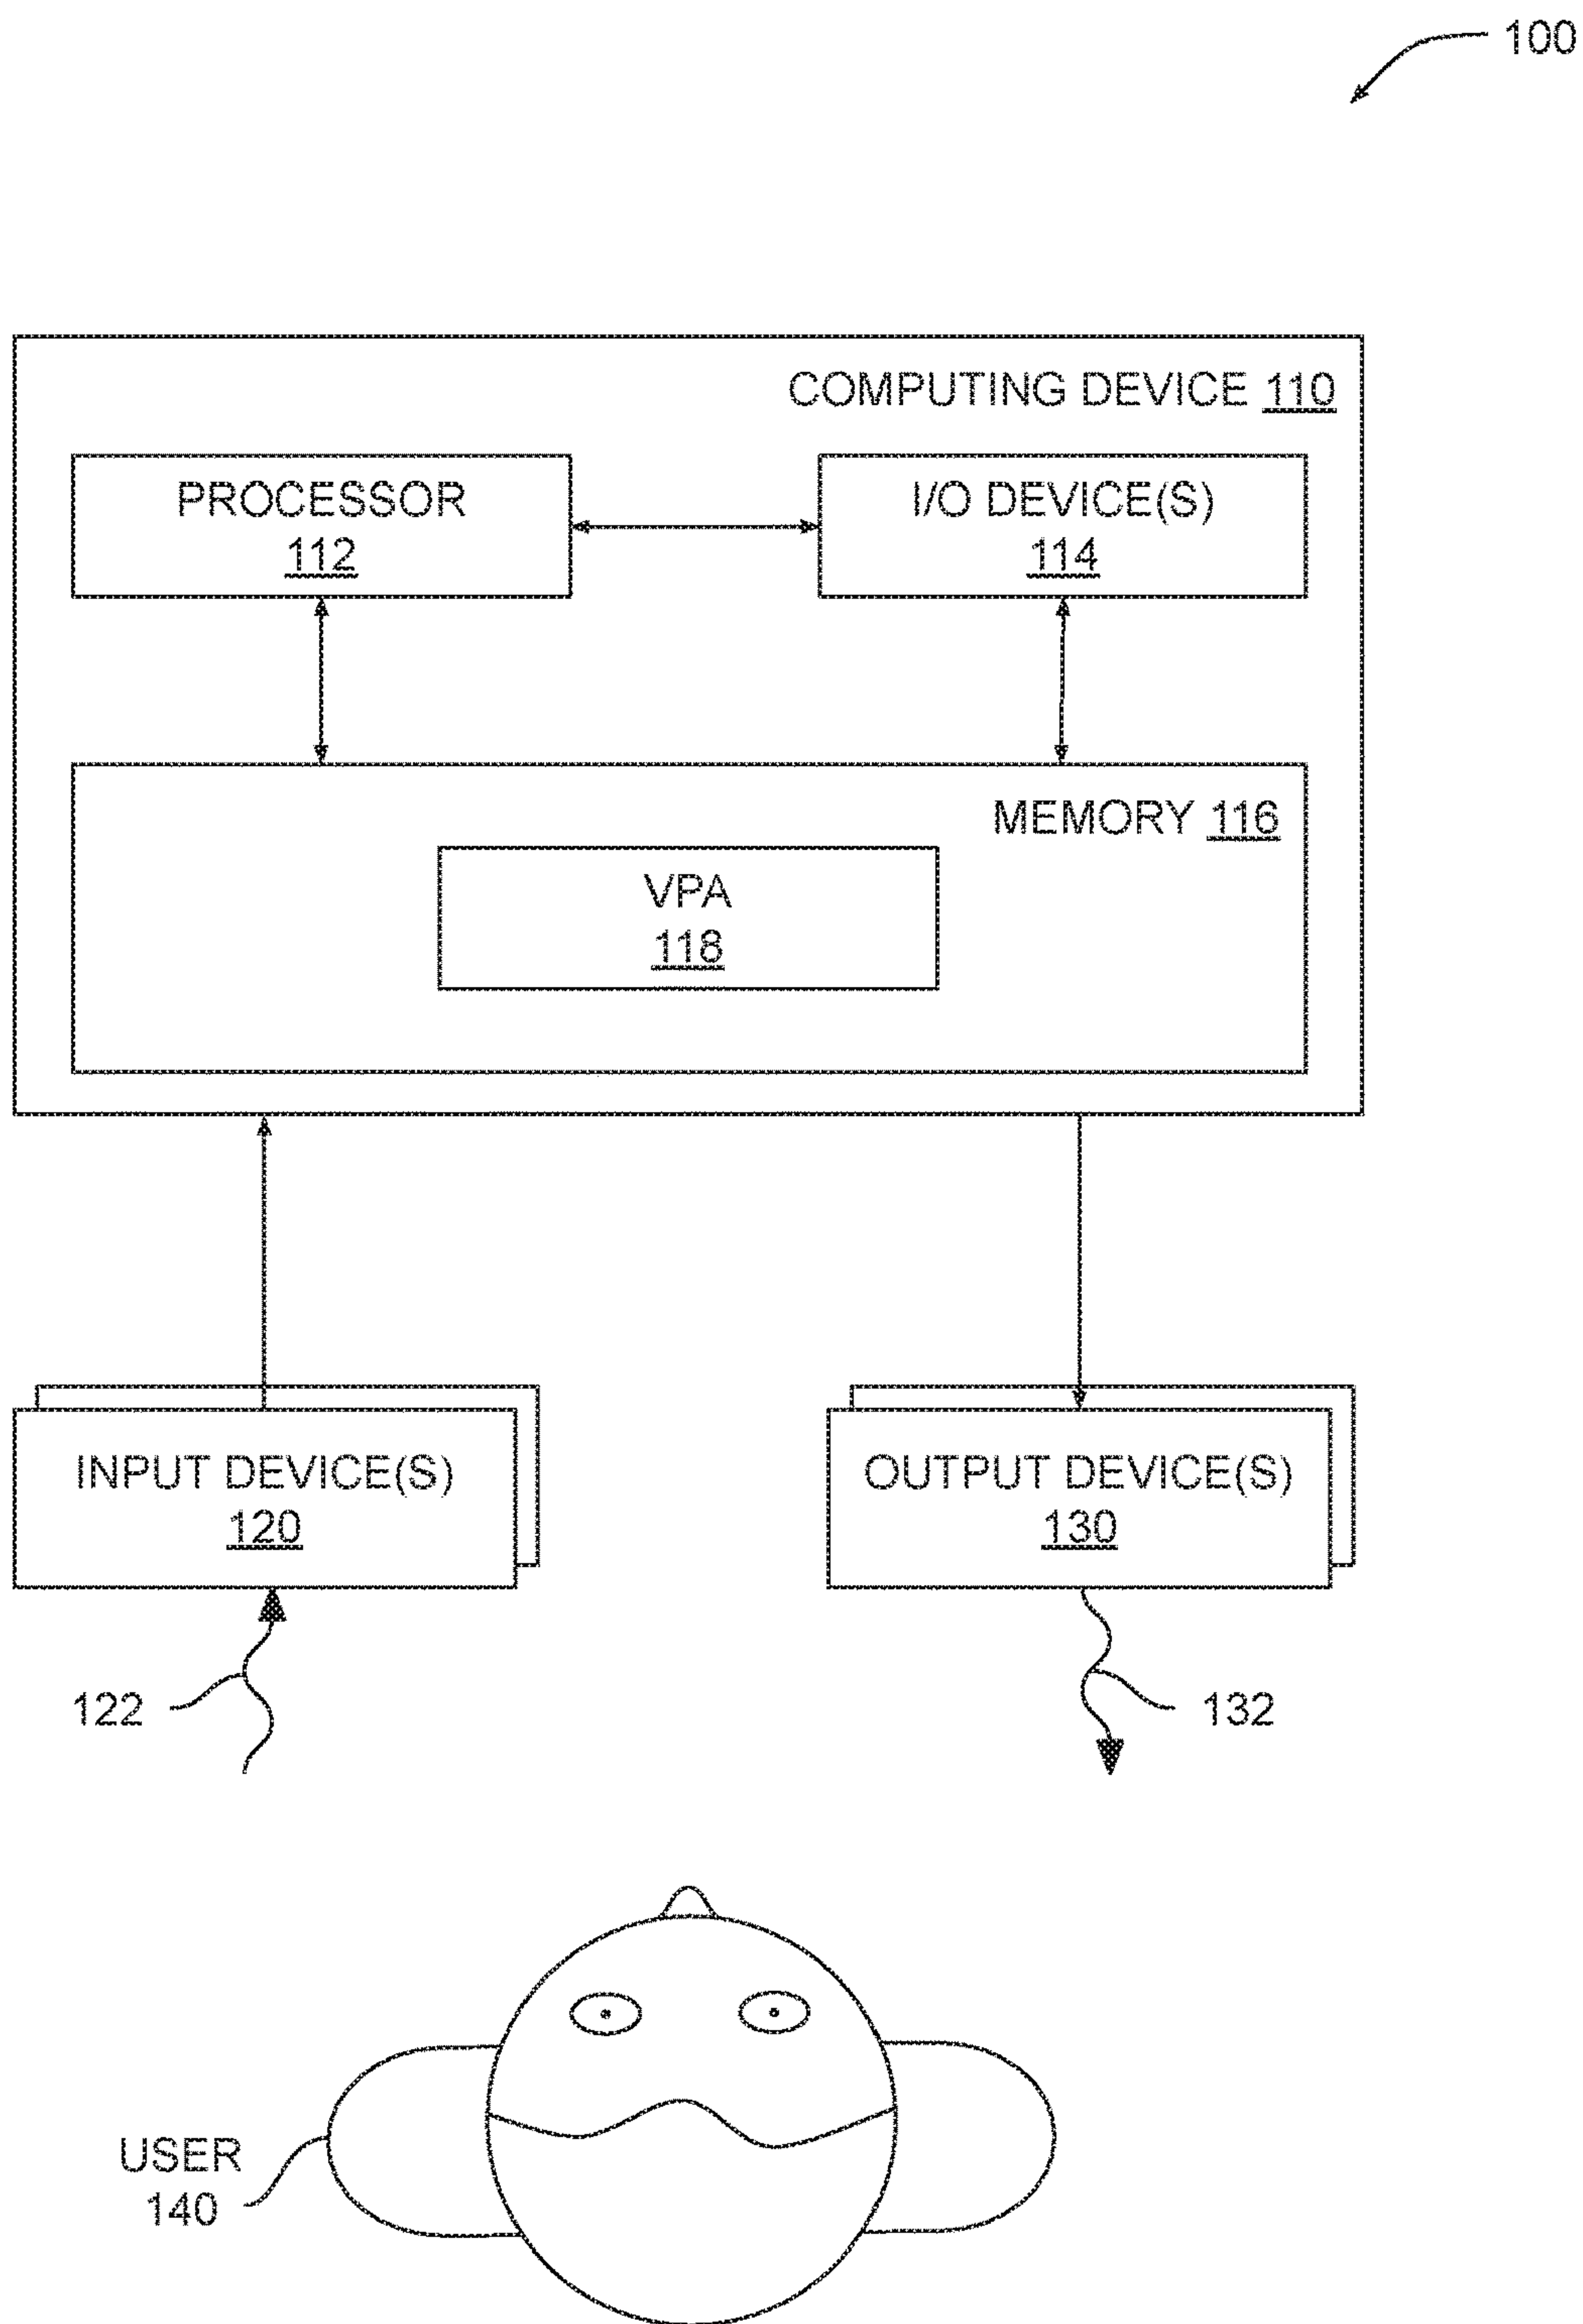 100
COMPUTING DEVICE 110
PROCESSOR
112
I/O DEVICE(S)
114
MEMORY 116
VPA
118
INPUT DEVICE(S)
120
OUTPUT DEVICE(S)
130
122
132
USER
140